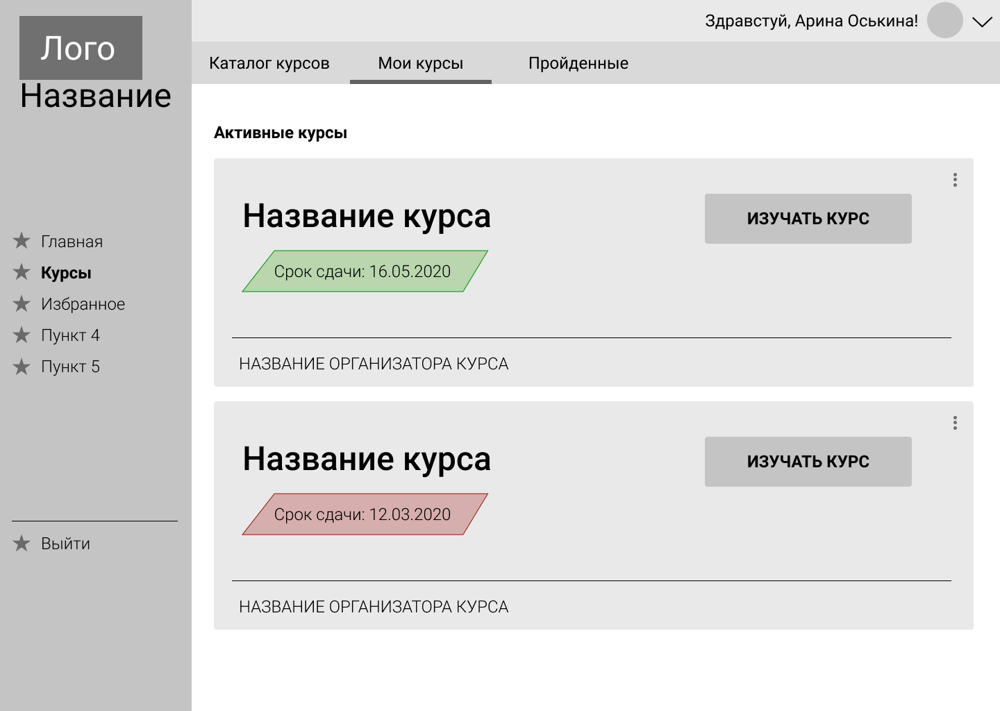 Лого
Название
Здравстуй, Арина Оськина!
Каталог курсов
Мои курсы
Пройденные
Главная
Курсы
Избранное
Пункт 4
Пункт 5
Выйти
Активные курсы
Название курса
ИЗУЧАТЬ КУРС
Срок сдачи: 16.05.2020
НАЗВАНИЕ ОРГАНИЗАТОРА КУРСА
Название курса
ИЗУЧАТЬ КУРС
Срок сдачи: 12.03.2020
НАЗВАНИЕ ОРГАНИЗАТОРА КУРСА